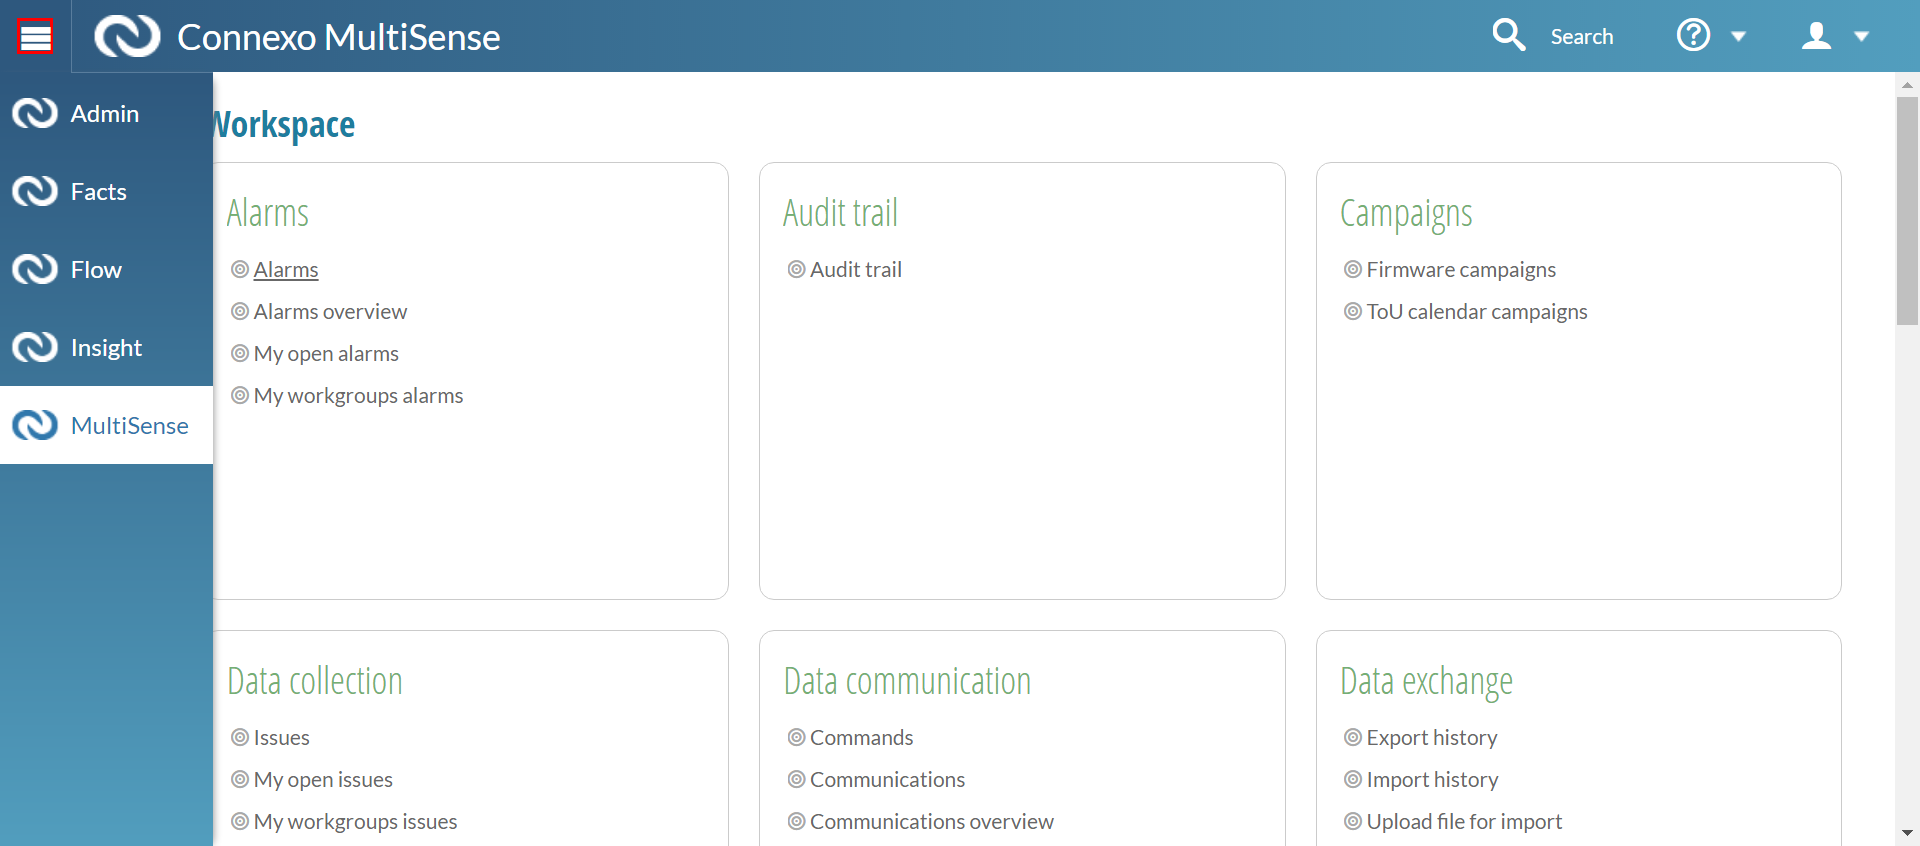 Connexo MultiSense
Search
Admin
Facts
Flow
Insight
MultiSense
Workspace
Alarms
Alarms
Alarms overview
My open alarms
My workgroups alarms
Audit trail
Audit trail
Campaigns
Firmware campaigns
ToU calendar campaigns
Data collection
Issues
My open issues
My workgroups issues
Data communication
Commands
Communications
Communications overview
Data exchange
Export history
Import history
Upload file for import